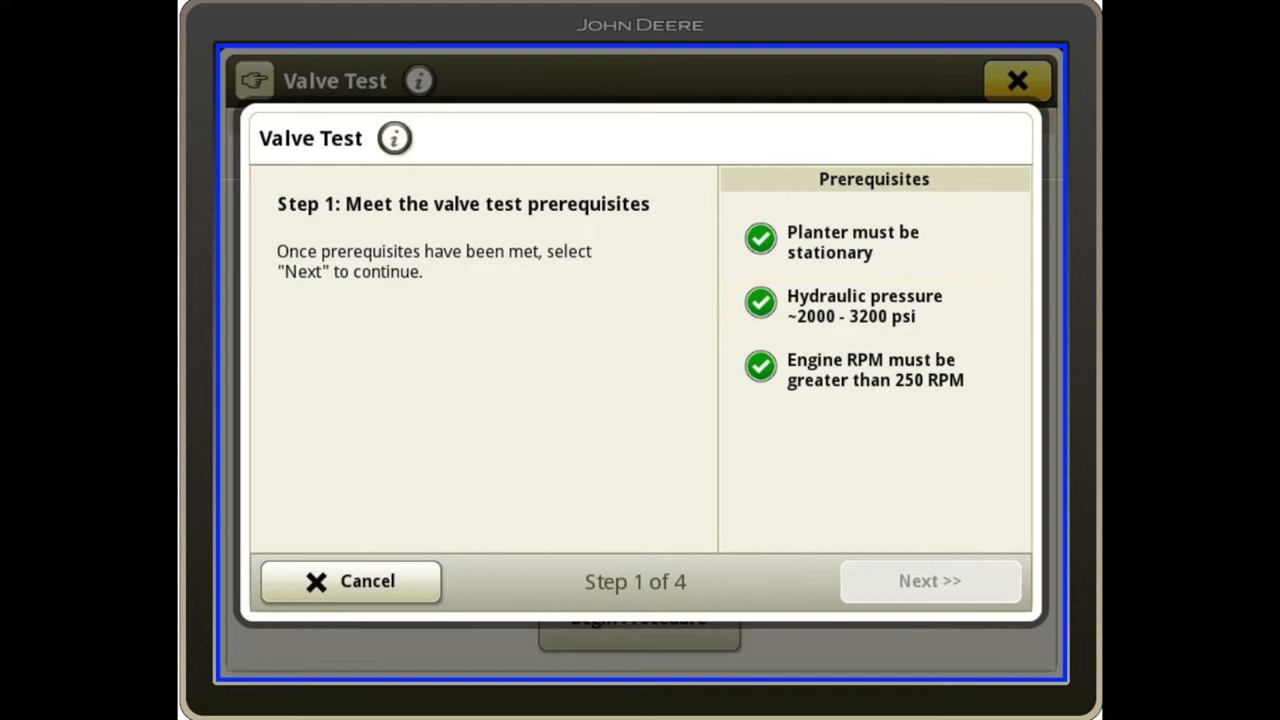 JOHN DEERE
Valve Test
Valve Test
Step 1: Meet the valve test prerequisites
Once prerequisites have been met, select
"Next" to continue.
Prerequisites
Planter must be
stationary
Hydraulic pressure
~2000 - 3200 psi
Engine RPM must be
greater than 250 RPM
Cancel
Step 1 of 4
Next >>
Begin Procedure